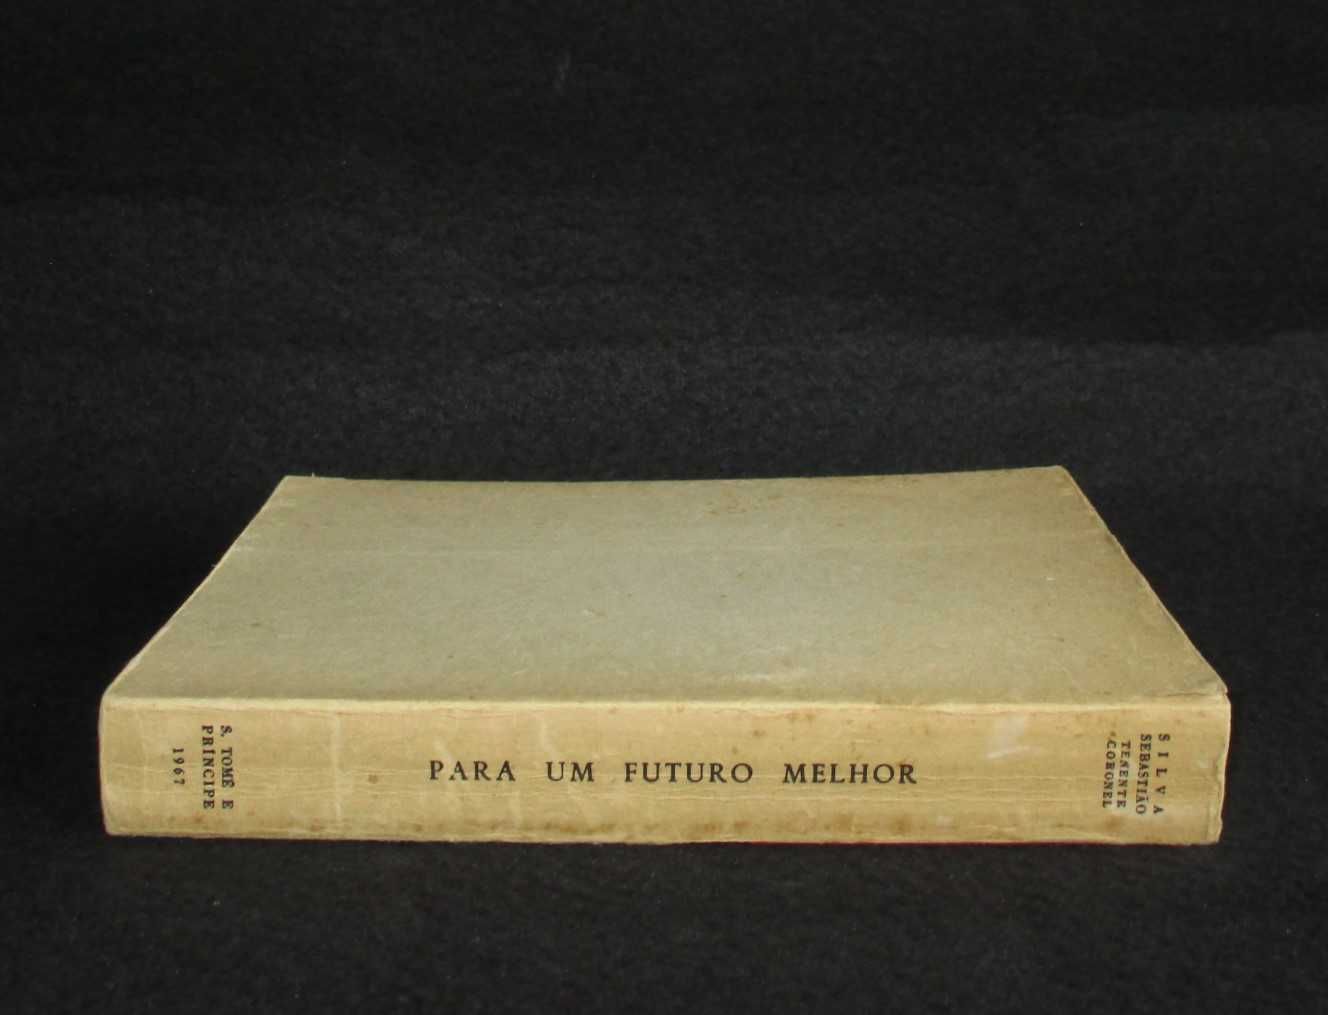 S. TOMÉ E
PRÍNCIPE
1967
PARA UM FUTURO MELHOR
SILVA
SEBASTIÃO
TENENTE
CORONEL